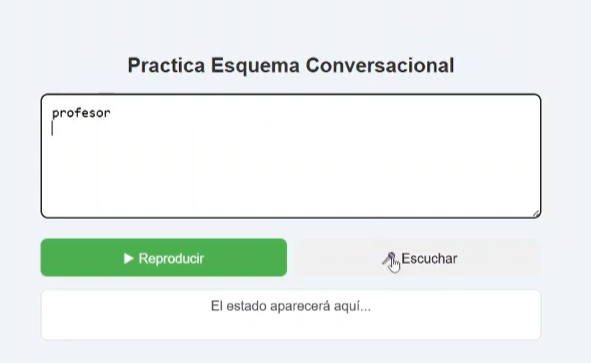 Practica Esquema Conversacional
profesor
▶ Reproducir
🎤 Escuchar
El estado aparecerá aquí...